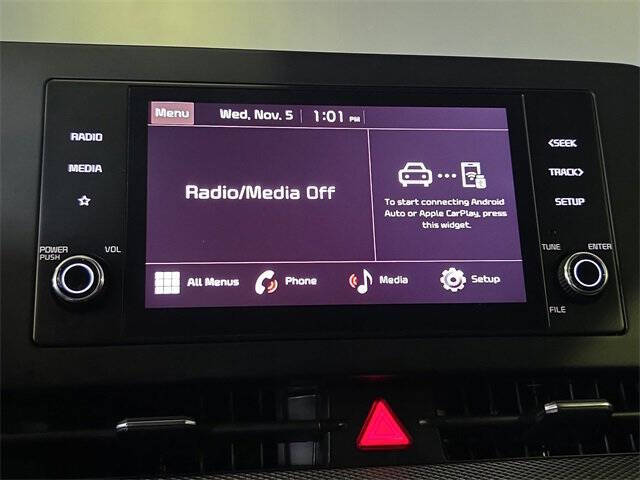 Menu Wed, Nov. 5 1:01 PM
RADIO
MEDIA
POWER
PUSH
VOL
Radio/Media Off
To start connecting Android
Auto or Apple CarPlay, press
this widget.
All Menus Phone Media Setup
<SEEK
TRACK>
SETUP
TUNE ENTER
FILE